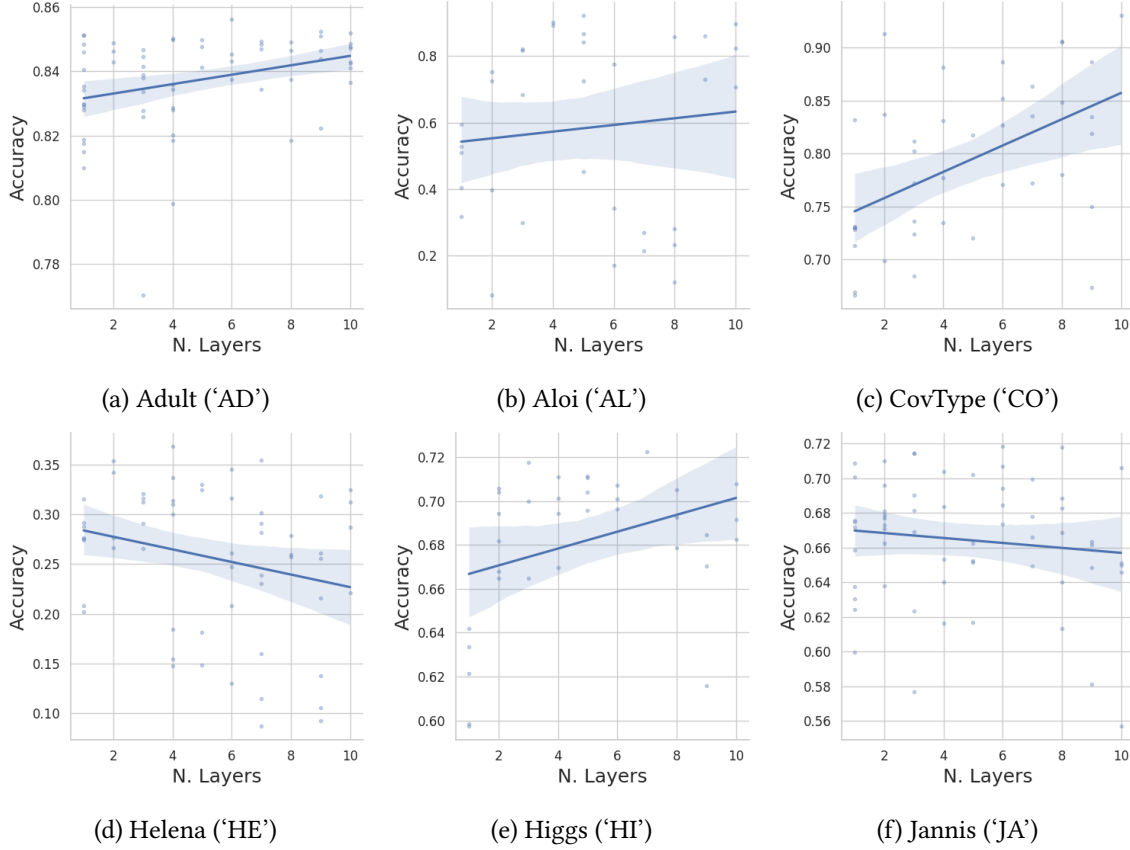 0.86
0.84
0.82
0.80
0.78
Accuracy
2 4 6 8 10
N. Layers
(a) Adult (‘AD’)
0.8
0.6
0.4
0.2
Accuracy
2 4 6 8 10
N. Layers
(b) Aloi (‘AL’)
0.90
0.85
0.80
0.75
0.70
Accuracy
2 4 6 8 10
N. Layers
(c) CovType (‘CO’)
0.35
0.30
0.25
0.20
0.15
0.10
Accuracy
2 4 6 8 10
N. Layers
(d) Helena (‘HE’)
0.72
0.70
0.68
0.66
0.64
0.62
0.60
Accuracy
2 4 6 8 10
N. Layers
(e) Higgs (‘HI’)
0.72
0.70
0.68
0.66
0.64
0.62
0.60
0.58
0.56
Accuracy
2 4 6 8 10
N. Layers
(f) Jannis (‘JA’)